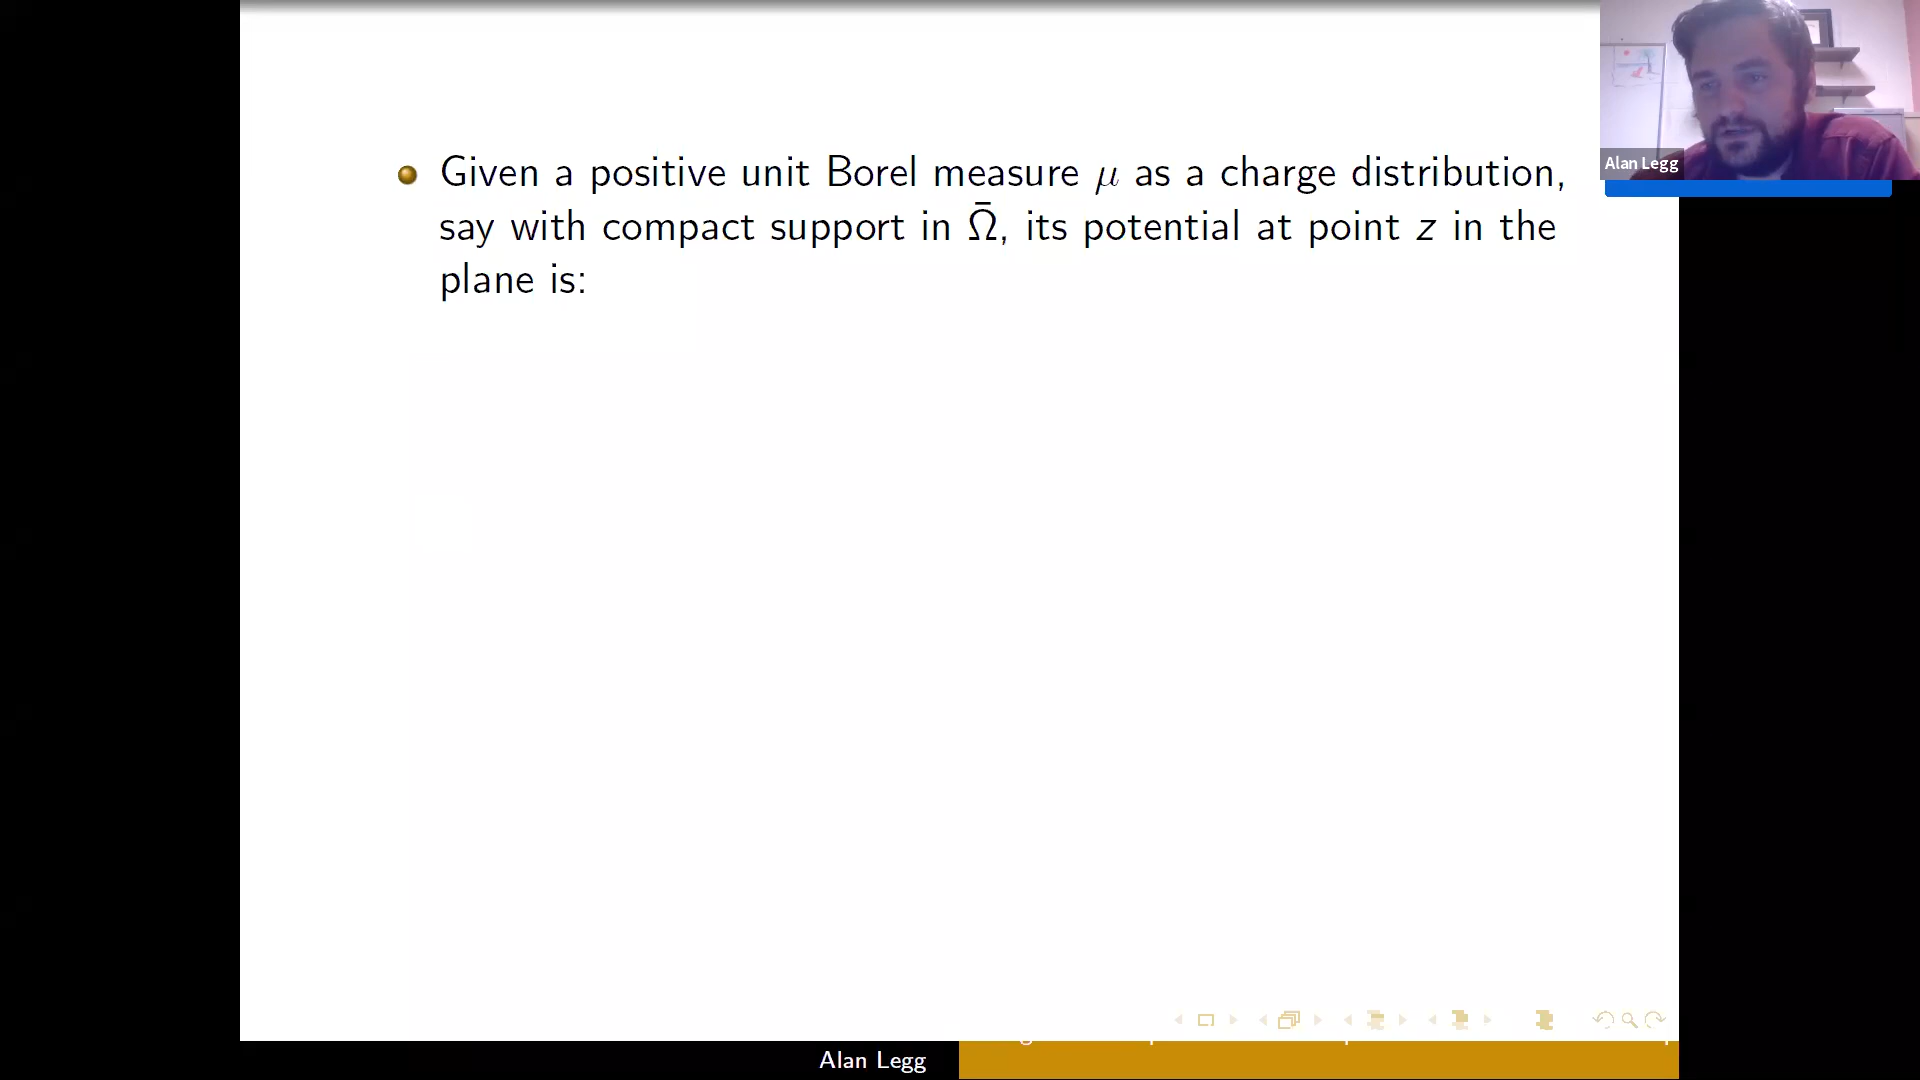 Given a positive unit Borel measure μ as a charge distribution,
say with compact support in Ω̄, its potential at point z in the
plane is:
Alan Legg
Alan Legg